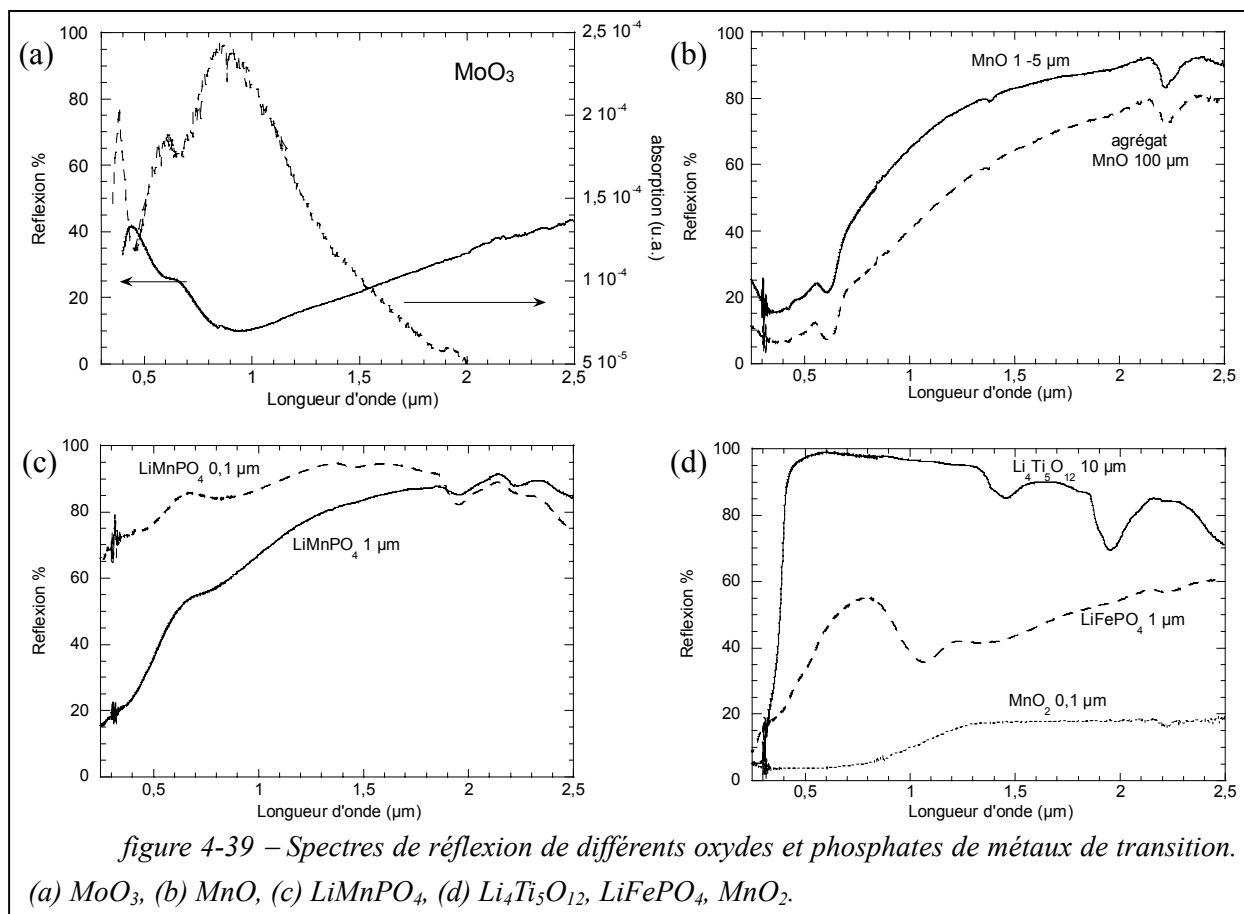 (a)
MoO3
Reflexion %
100
80
60
40
20
0
2,5 10-4
2 10-4
1,5 10-4
1 10-4
5 10-5
absorption (u.a.)
0,5
1
1,5
2
2,5
Longueur d'onde (µm)
(b)
MnO 1 -5 µm
agrégat
MnO 100 µm
Reflexion %
100
80
60
40
20
0
0,5
1
1,5
2
2,5
Longueur d'onde (µm)
(c)
LiMnPO4 0,1 µm
LiMnPO4 1 µm
Reflexion %
100
80
60
40
20
0
0,5
1
1,5
2
2,5
Longueur d'onde (µm)
(d)
Li4Ti5O12 10 µm
LiFePO4 1 µm
MnO2 0,1 µm
Reflexion %
100
80
60
40
20
0
0,5
1
1,5
2
2,5
Longueur d'onde (µm)
figure 4-39 – Spectres de réflexion de différents oxydes et phosphates de métaux de transition.
(a) MoO3, (b) MnO, (c) LiMnPO4, (d) Li4Ti5O12, LiFePO4, MnO2.